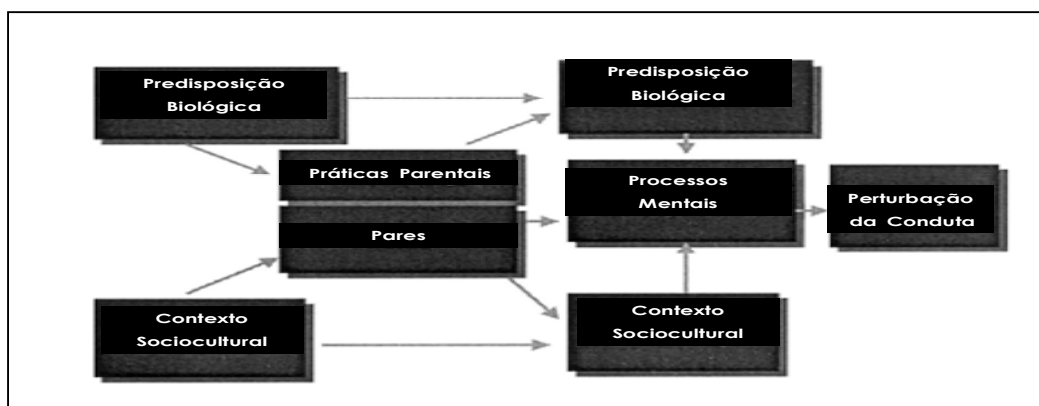 Predisposição
Biológica
Predisposição
Biológica
Práticas Parentais
Pares
Processos
Mentais
Perturbação
da Conduta
Contexto
Sociocultural
Contexto
Sociocultural